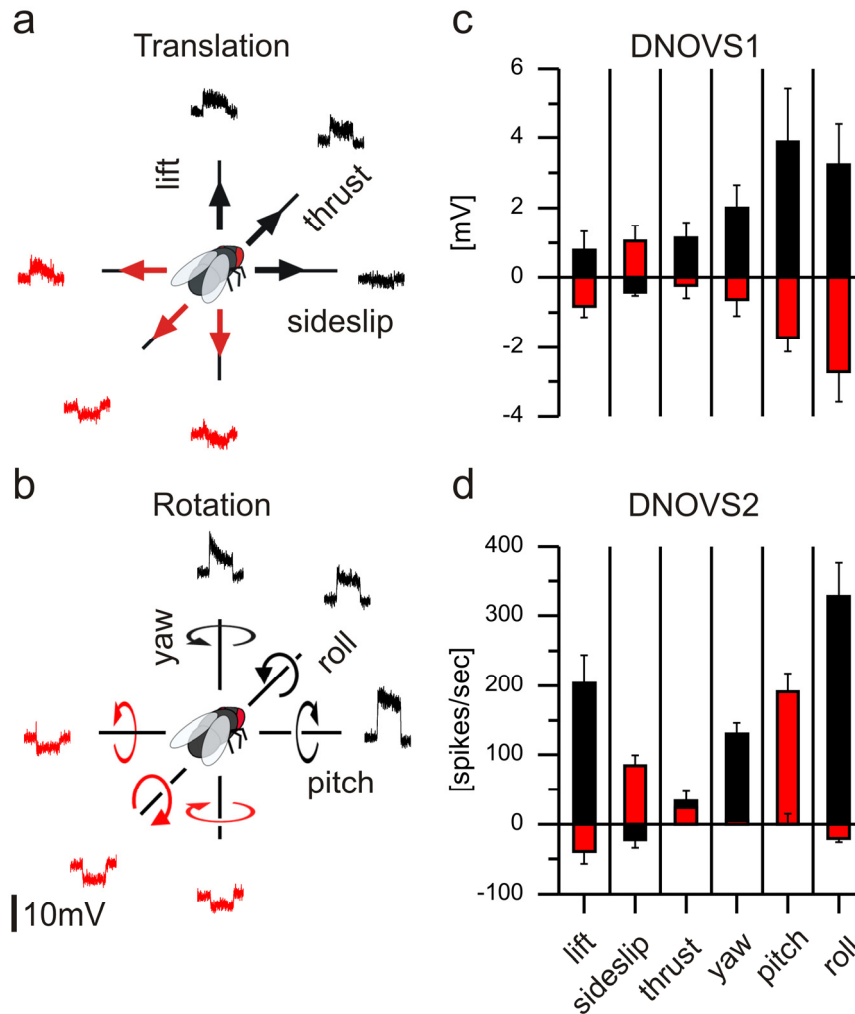 a
Translation
lift
thrust
sideslip
b
Rotation
yaw
roll
pitch
10mV
c
DNOVS1
[mV]
6
4
2
0
-2
-4
d
DNOVS2
[spikes/sec]
400
300
200
100
0
-100
lift
sideslip
thrust
yaw
pitch
roll